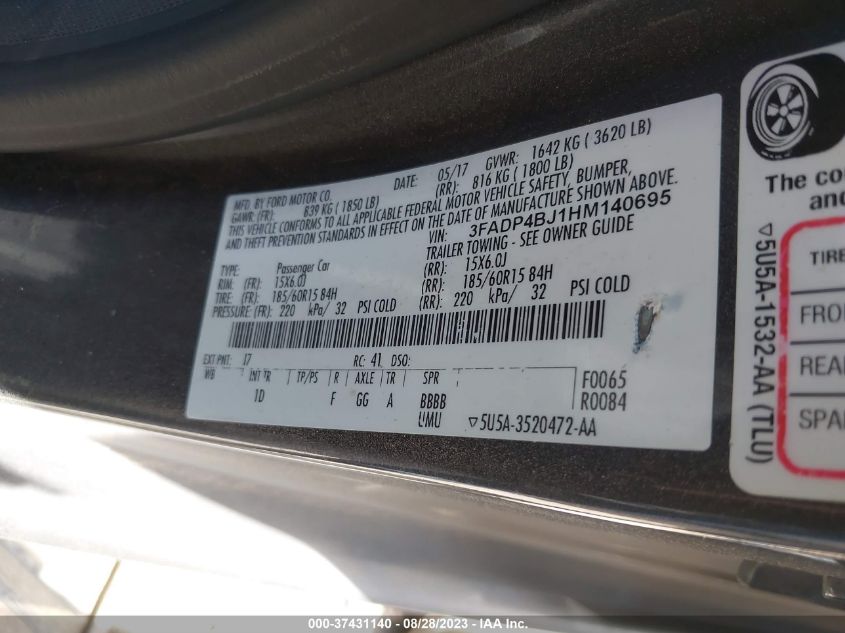 MFD. BY FORD MOTOR CO.
DATE: 05/17 GVWR: 1642 KG ( 3620 LB)
GAWR: (FR): 839 KG ( 1850 LB) (RR): 816 KG ( 1800 LB)
THIS VEHICLE CONFORMS TO ALL APPLICABLE FEDERAL MOTOR VEHICLE SAFETY, BUMPER,
AND THEFT PREVENTION STANDARDS IN EFFECT ON THE DATE OF MANUFACTURE SHOWN ABOVE.
VIN: 3FADP4BJ1HM140695
TYPE: Passenger Car TRAILER TOWING - SEE OWNER GUIDE
RIM: (FR): 15X6.0J (RR): 15X6.0J
TIRE: (FR): 185/60R15 84H (RR): 185/60R15 84H
PRESSURE: (FR): 220 kPa/ 32 PSI COLD (RR): 220 kPa/ 32 PSI COLD
EXT PNT: J7 RC: 41 DSO:
WB INT TR TP/PS R AXLE TR SPR
1D F GG A BBBB
UMU
F0065
R0084
▽5U5A-3520472-AA
The co
and
TIRE
FRO
REA
SPA
▽5U5A-1532-AA (TLU)
000-37431140 - 08/28/2023 - IAA Inc.